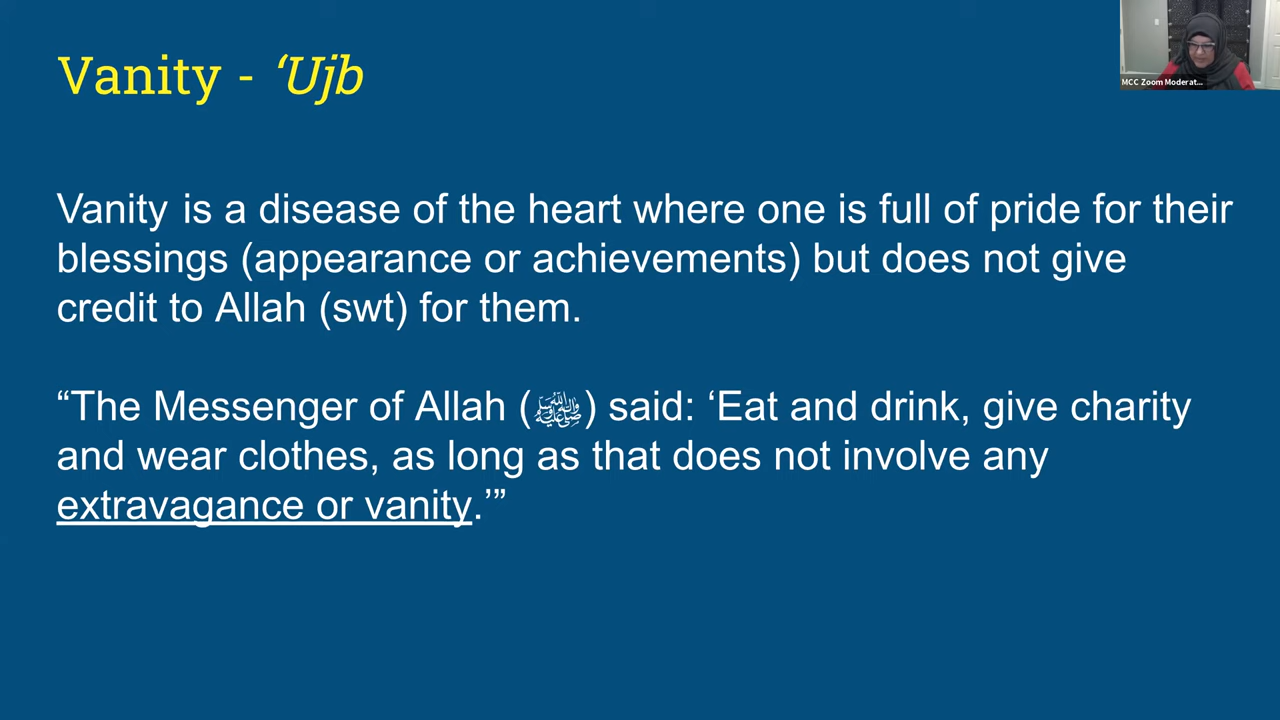 Vanity - ‘Ujb
MCC Zoom Moderat...
Vanity is a disease of the heart where one is full of pride for their
blessings (appearance or achievements) but does not give
credit to Allah (swt) for them.
“The Messenger of Allah (ﷺ) said: ‘Eat and drink, give charity
and wear clothes, as long as that does not involve any
extravagance or vanity.’”